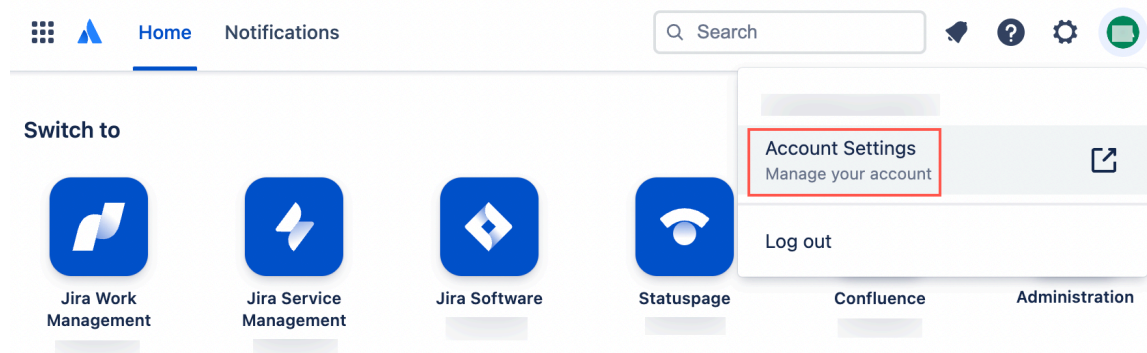 Home
Notifications
Search
Switch to
Account Settings
Manage your account
Log out
Jira Work
Management
Jira Service
Management
Jira Software
Statuspage
Confluence
Administration